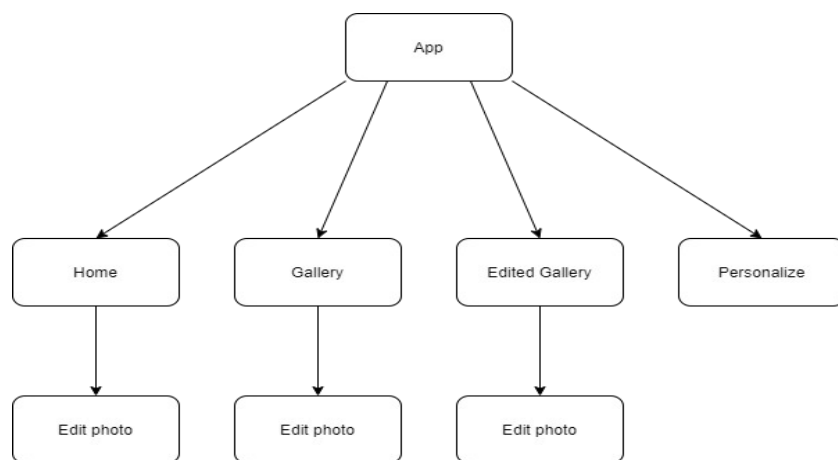 App
Home
Gallery
Edited Gallery
Personalize
Edit photo
Edit photo
Edit photo